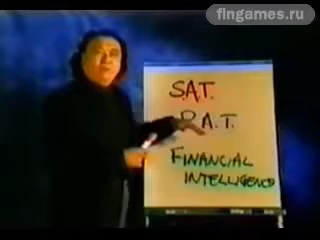 fingames.ru
S.A.T.
P.A.T.
FINANCIAL
INTELLIGENCE